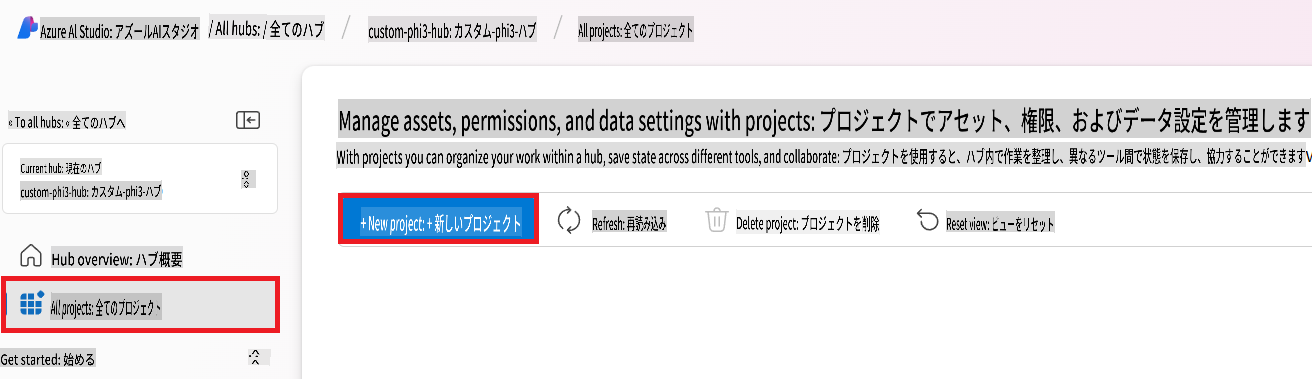 Azure AI Studio: アズールAIスタジオ / All hubs: / 全てのハブ / custom-phi3-hub: カスタム-phi3-ハブ / All projects: 全てのプロジェクト
« To all hubs: « 全てのハブへ
Current hub: 現在のハブ
custom-phi3-hub: カスタム-phi3-ハブ
Hub overview: ハブ概要
All projects: 全てのプロジェクト
Get started: 始める
Manage assets, permissions, and data settings with projects: プロジェクトでアセット、権限、およびデータ設定を管理します
With projects you can organize your work within a hub, save state across different tools, and collaborate: プロジェクトを使用すると、ハブ内で作業を整理し、異なるツール間で状態を保存し、協力することができます
+ New project: + 新しいプロジェクト
Refresh: 再読み込み
Delete project: プロジェクトを削除
Reset view: ビューをリセット